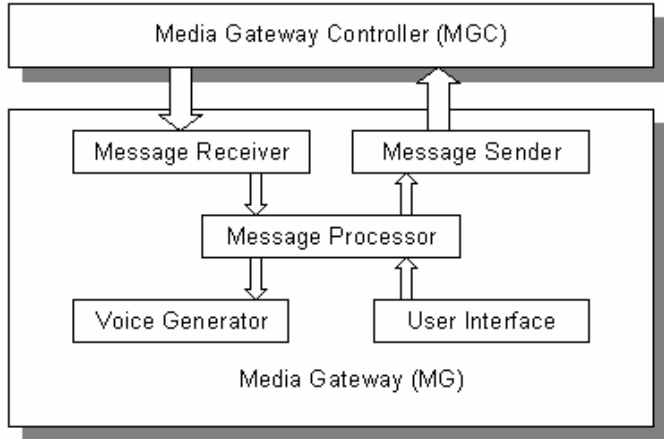 Media Gateway Controller (MGC)
Message Receiver
Message Sender
Message Processor
Voice Generator
User Interface
Media Gateway (MG)